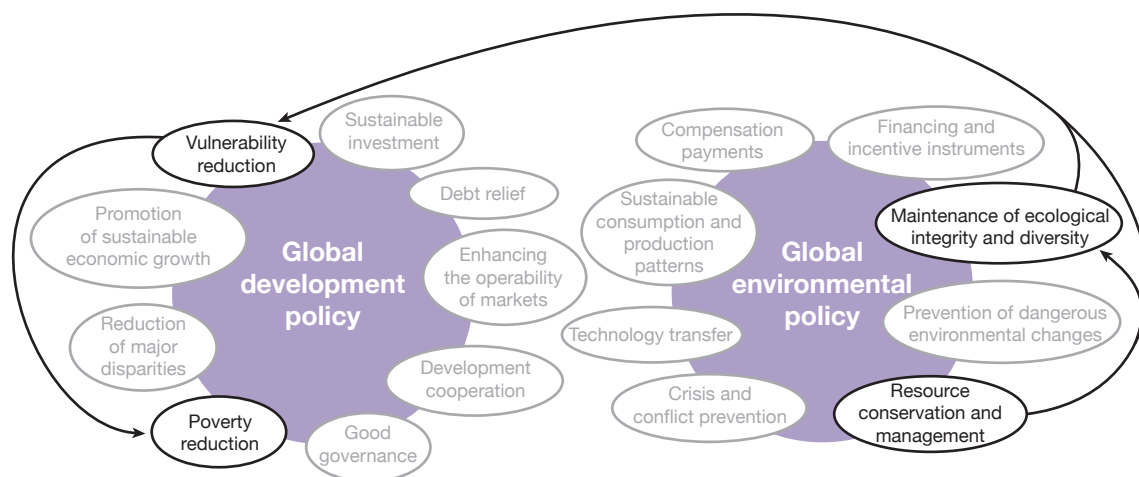 Vulnerability
reduction
Sustainable
investment
Debt relief
Promotion
of sustainable
economic growth
Global
development
policy
Enhancing
the operability
of markets
Reduction
of major
disparities
Development
cooperation
Poverty
reduction
Good
governance
Compensation
payments
Financing and
incentive instruments
Sustainable
consumption and
production
patterns
Maintenance of ecological
integrity and diversity
Global
environmental
policy
Technology transfer
Prevention of dangerous
environmental changes
Crisis and
conflict prevention
Resource
conservation and
management